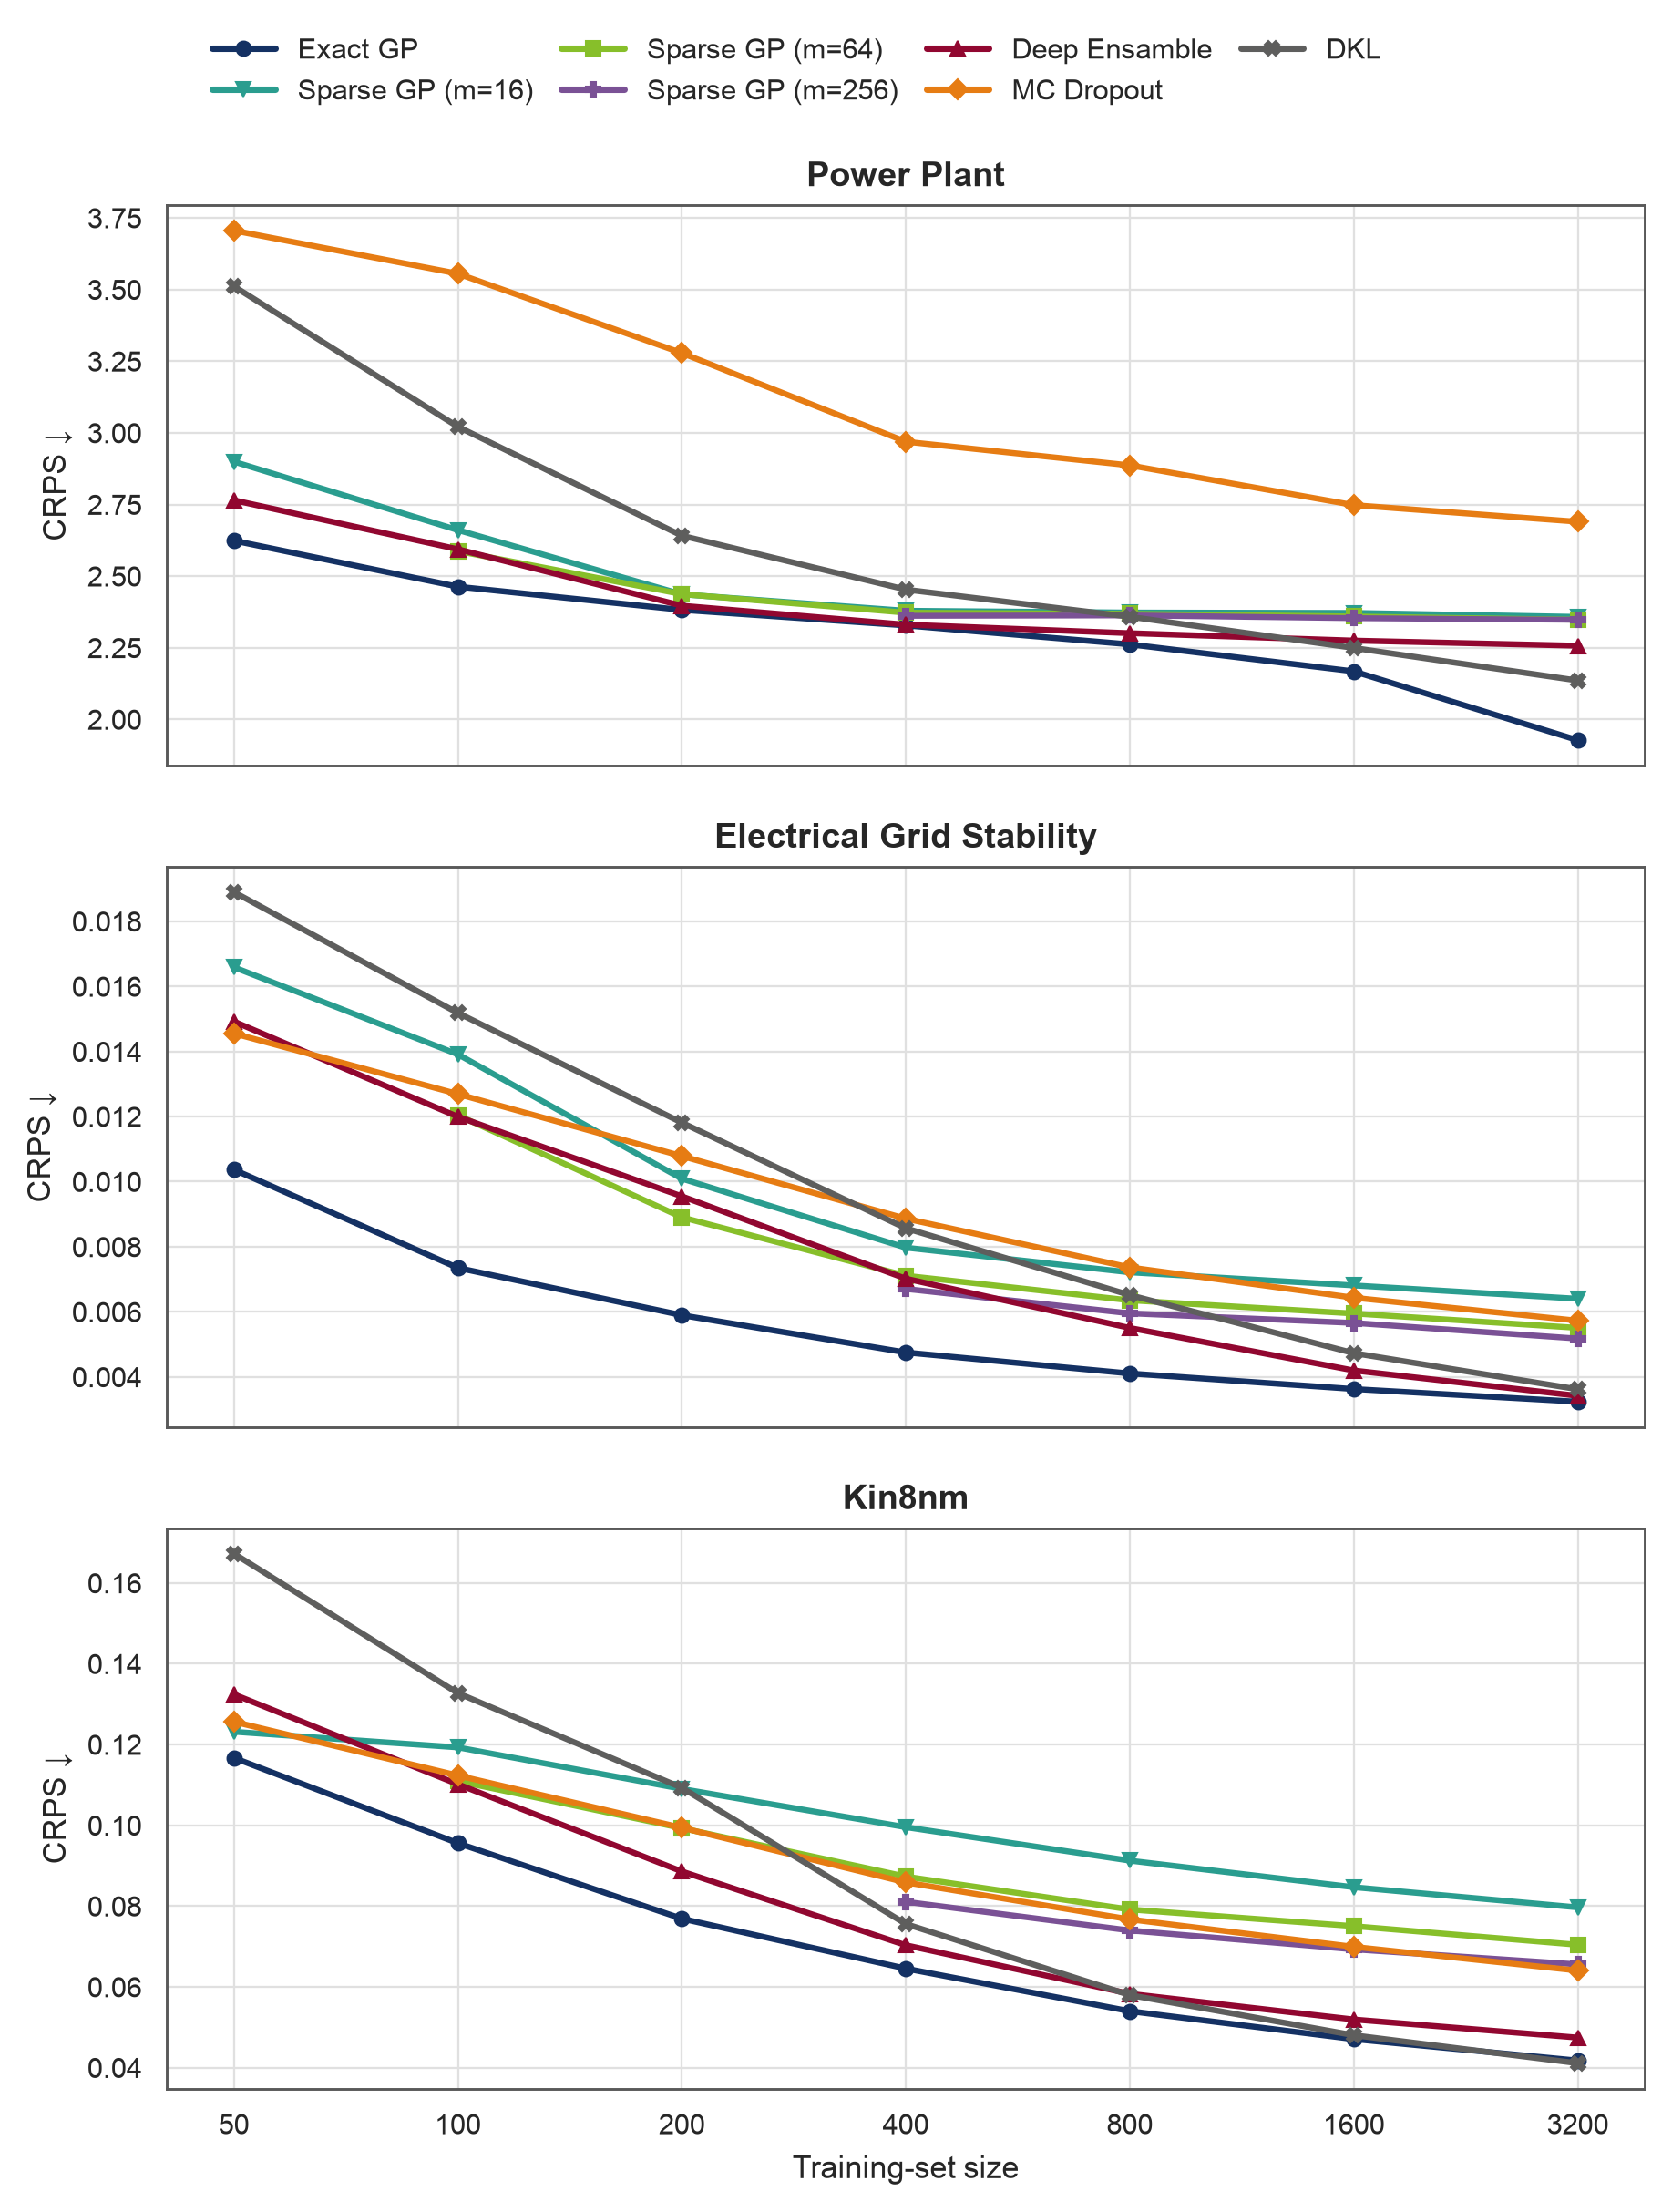 Exact GP Sparse GP (m=64) Deep Ensamble DKL
Sparse GP (m=16) Sparse GP (m=256) MC Dropout
Power Plant
3.75
3.50
3.25
3.00
2.75
2.50
2.25
2.00
CRPS ↓
Electrical Grid Stability
0.018
0.016
0.014
0.012
0.010
0.008
0.006
0.004
CRPS ↓
Kin8nm
0.16
0.14
0.12
0.10
0.08
0.06
0.04
CRPS ↓
50 100 200 400 800 1600 3200
Training-set size